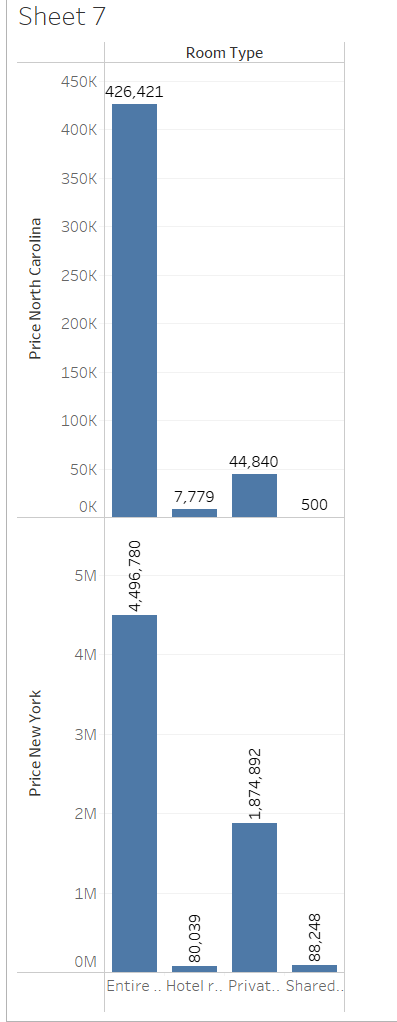 Sheet 7
Room Type
Price North Carolina
450K
400K
350K
300K
250K
200K
150K
100K
50K
0K
426,421
7,779
44,840
500
Price New York
5M
4M
3M
2M
1M
0M
4,496,780
80,039
1,874,892
88,248
Entire .. Hotel r.. Privat.. Shared..